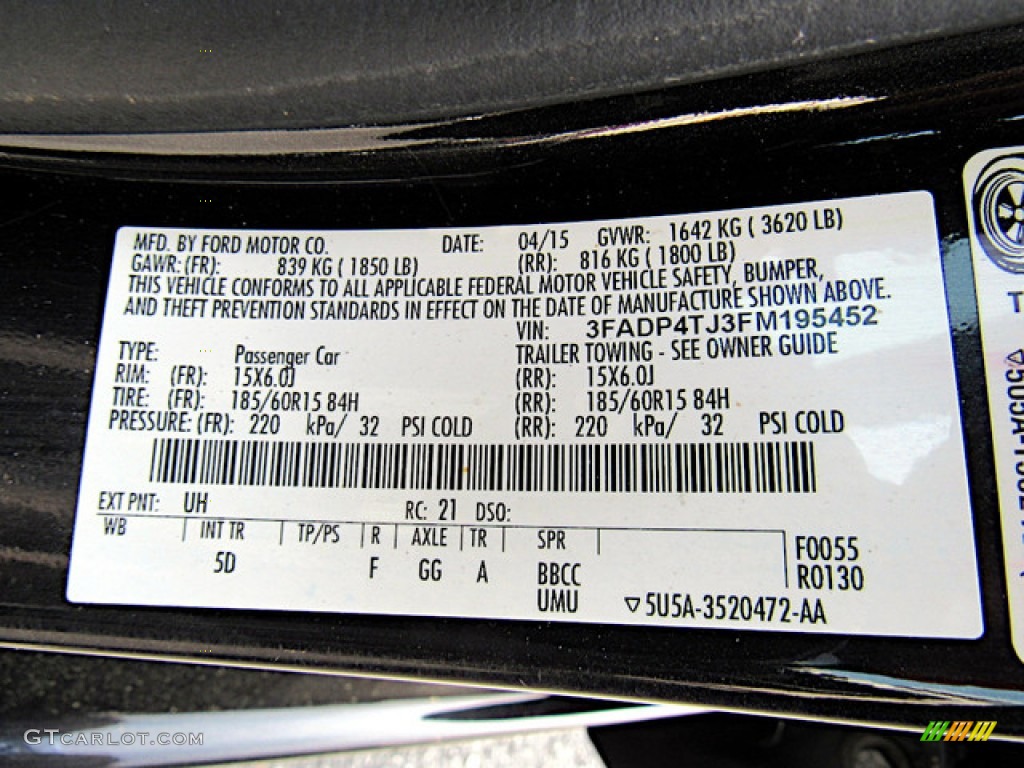 MFD. BY FORD MOTOR CO. DATE: 04/15 GVWR: 1642 KG ( 3620 LB)
GAWR: (FR): 839 KG ( 1850 LB) (RR): 816 KG ( 1800 LB)
THIS VEHICLE CONFORMS TO ALL APPLICABLE FEDERAL MOTOR VEHICLE SAFETY, BUMPER,
AND THEFT PREVENTION STANDARDS IN EFFECT ON THE DATE OF MANUFACTURE SHOWN ABOVE.
VIN: 3FADP4TJ3FM195452
TYPE: Passenger Car TRAILER TOWING - SEE OWNER GUIDE
RIM: (FR): 15X6.0J (RR): 15X6.0J
TIRE: (FR): 185/60R15 84H (RR): 185/60R15 84H
PRESSURE: (FR): 220 kPa/ 32 PSI COLD (RR): 220 kPa/ 32 PSI COLD
EXT PNT: UH RC: 21 DSO:
WB INT TR TP/PS R AXLE TR SPR F0055
5D F GG A BBCC R0130
UMU ▽5U5A-3520472-AA
GTcarlot.com